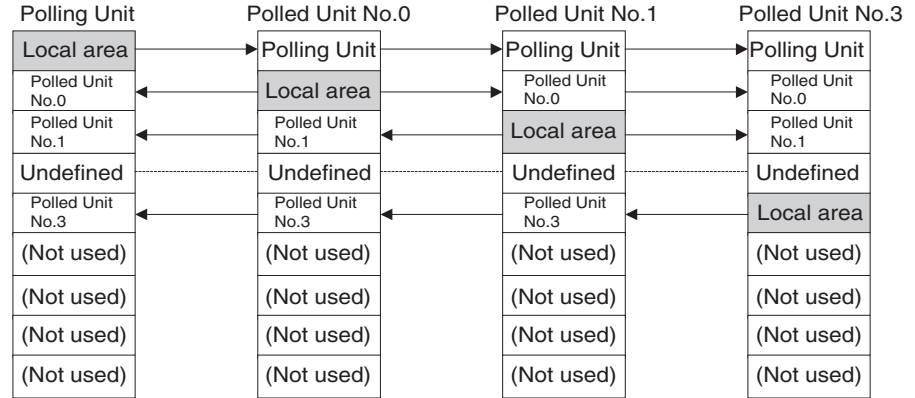 Polling Unit Polled Unit No.0 Polled Unit No.1 Polled Unit No.3
Local area Polling Unit Polling Unit Polling Unit
Polled Unit No.0 Local area Polled Unit No.0 Polled Unit No.0
Polled Unit No.1 Polled Unit No.1 Local area Polled Unit No.1
Undefined Undefined Undefined Undefined
Polled Unit No.3 Polled Unit No.3 Polled Unit No.3 Local area
(Not used) (Not used) (Not used) (Not used)
(Not used) (Not used) (Not used) (Not used)
(Not used) (Not used) (Not used) (Not used)
(Not used) (Not used) (Not used) (Not used)